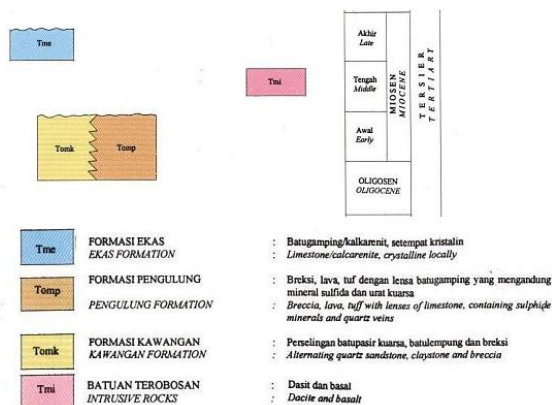 Tme
Tmi
Tomk
Tomp
Akhir
Late
Tengah
Middle
Awal
Early
MIOSEN
MIOCENE
TERSIER
TERTIARY
OLIGOSEN
OLIGOCENE
Tme
FORMASI EKAS
EKAS FORMATION
: Batugamping/kalkarenit, setempat kristalin
: Limestone/calcarenite, crystalline locally
Tomp
FORMASI PENGULUNG
PENGULUNG FORMATION
: Breksi, lava, tuf dengan lensa batugamping yang mengandung
mineral sulfida dan urat kuarsa
: Breccia, lava, tuff with lenses of limestone, containing sulphide
minerals and quartz veins
Tomk
FORMASI KAWANGAN
KAWANGAN FORMATION
: Perselingan batupasir kuarsa, batulempung dan breksi
: Alternating quartz sandstone, claystone and breccia
Tmi
BATUAN TEROBOSAN
INTRUSIVE ROCKS
: Dasit dan basal
: Dacite and basalt